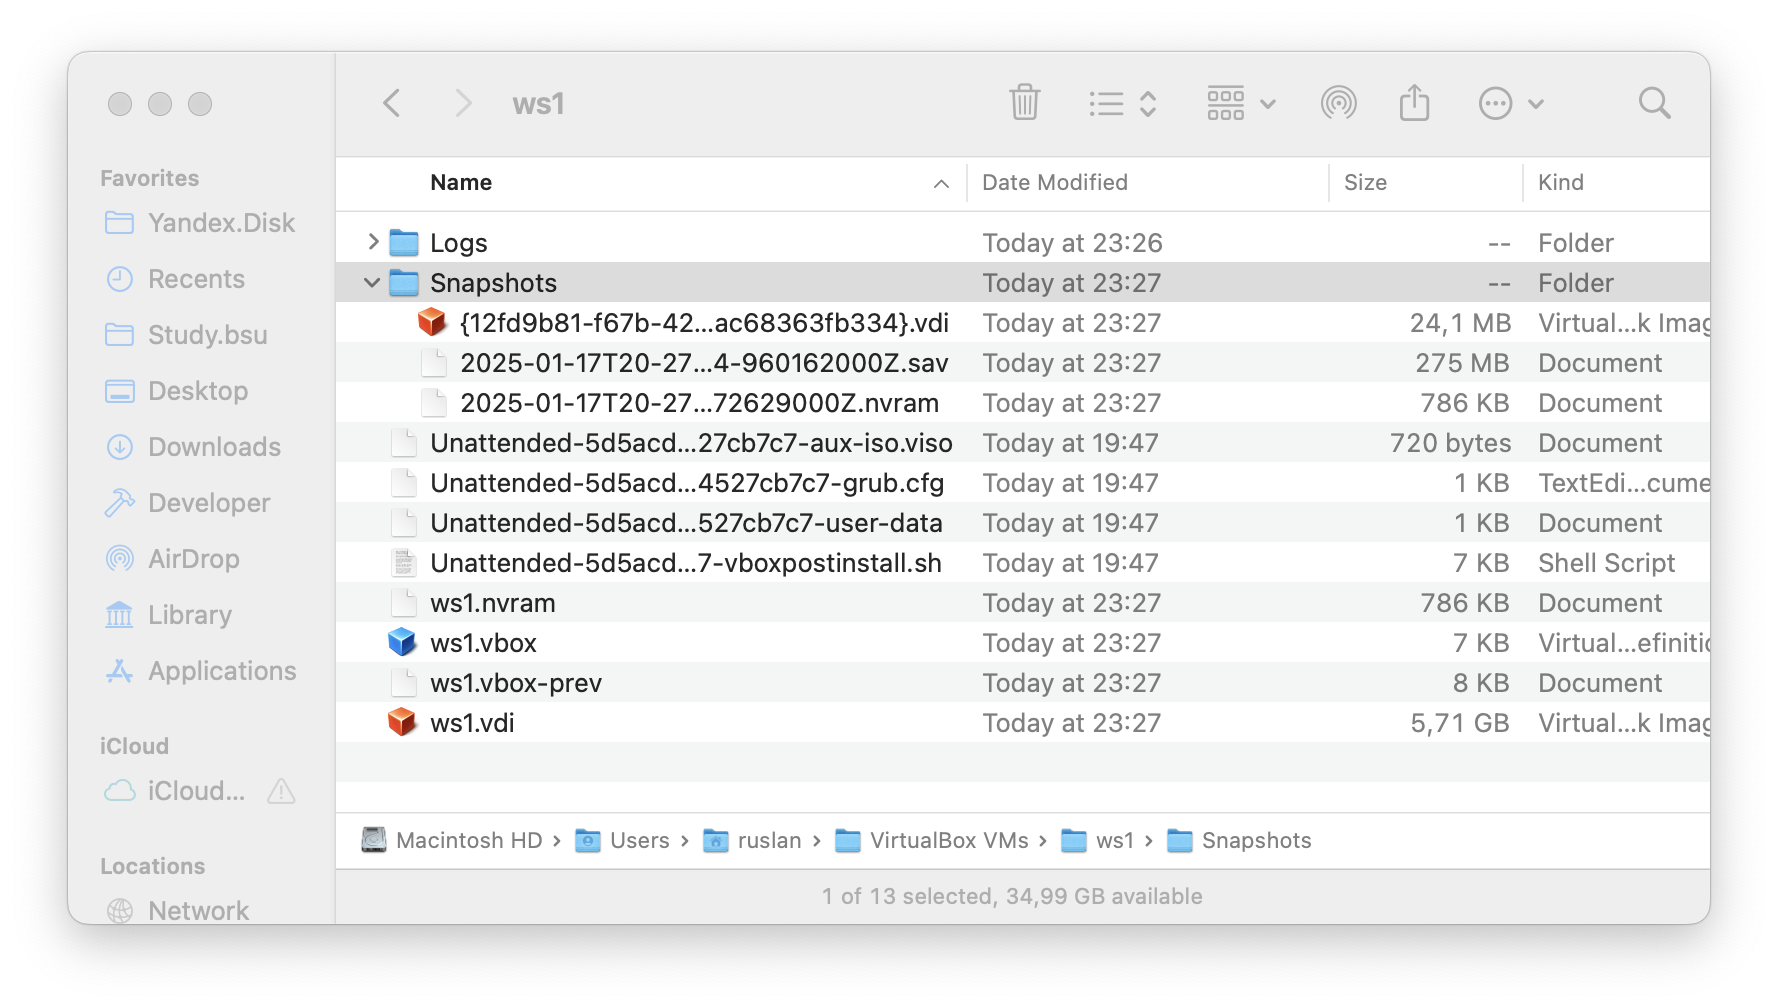 ws1
Favorites
Yandex.Disk
Recents
Study.bsu
Desktop
Downloads
Developer
AirDrop
Library
Applications
iCloud
iCloud...
Locations
Network
Name Date Modified Size Kind
Logs Today at 23:26 -- Folder
Snapshots Today at 23:27 -- Folder
{12fd9b81-f67b-42...ac68363fb334}.vdi Today at 23:27 24,1 MB Virtual...k Imag
2025-01-17T20-27...4-960162000Z.sav Today at 23:27 275 MB Document
2025-01-17T20-27...72629000Z.nvram Today at 23:27 786 KB Document
Unattended-5d5acd...27cb7c7-aux-iso.viso Today at 19:47 720 bytes Document
Unattended-5d5acd...4527cb7c7-grub.cfg Today at 19:47 1 KB TextEdi...cume
Unattended-5d5acd...527cb7c7-user-data Today at 19:47 1 KB Document
Unattended-5d5acd...7-vboxpostinstall.sh Today at 19:47 7 KB Shell Script
ws1.nvram Today at 23:27 786 KB Document
ws1.vbox Today at 23:27 7 KB Virtual...efinitio
ws1.vbox-prev Today at 23:27 8 KB Document
ws1.vdi Today at 23:27 5,71 GB Virtual...k Imag
Macintosh HD › Users › ruslan › VirtualBox VMs › ws1 › Snapshots
1 of 13 selected, 34,99 GB available